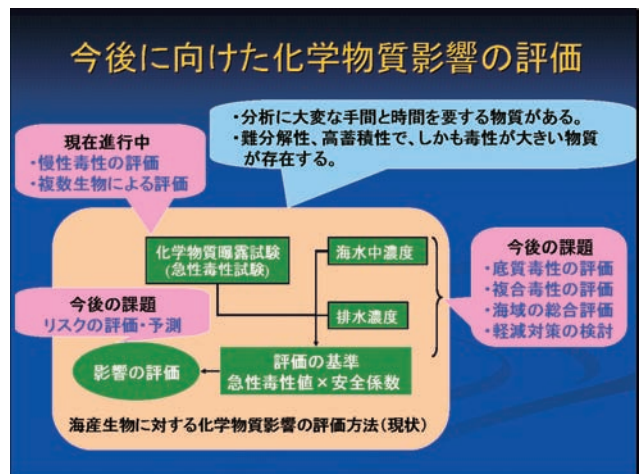 今後に向けた化学物質影響の評価
・分析に大変な手間と時間を要する物質がある。
・難分解性、高蓄積性で、しかも毒性が大きい物質
が存在する。
現在進行中
・慢性毒性の評価
・複数生物による評価
化学物質曝露試験
(急性毒性試験)
海水中濃度
排水濃度
今後の課題
・底質毒性の評価
・複合毒性の評価
・海域の総合評価
・軽減対策の検討
今後の課題
リスクの評価・予測
影響の評価
評価の基準
急性毒性値×安全係数
海産生物に対する化学物質影響の評価方法(現状)